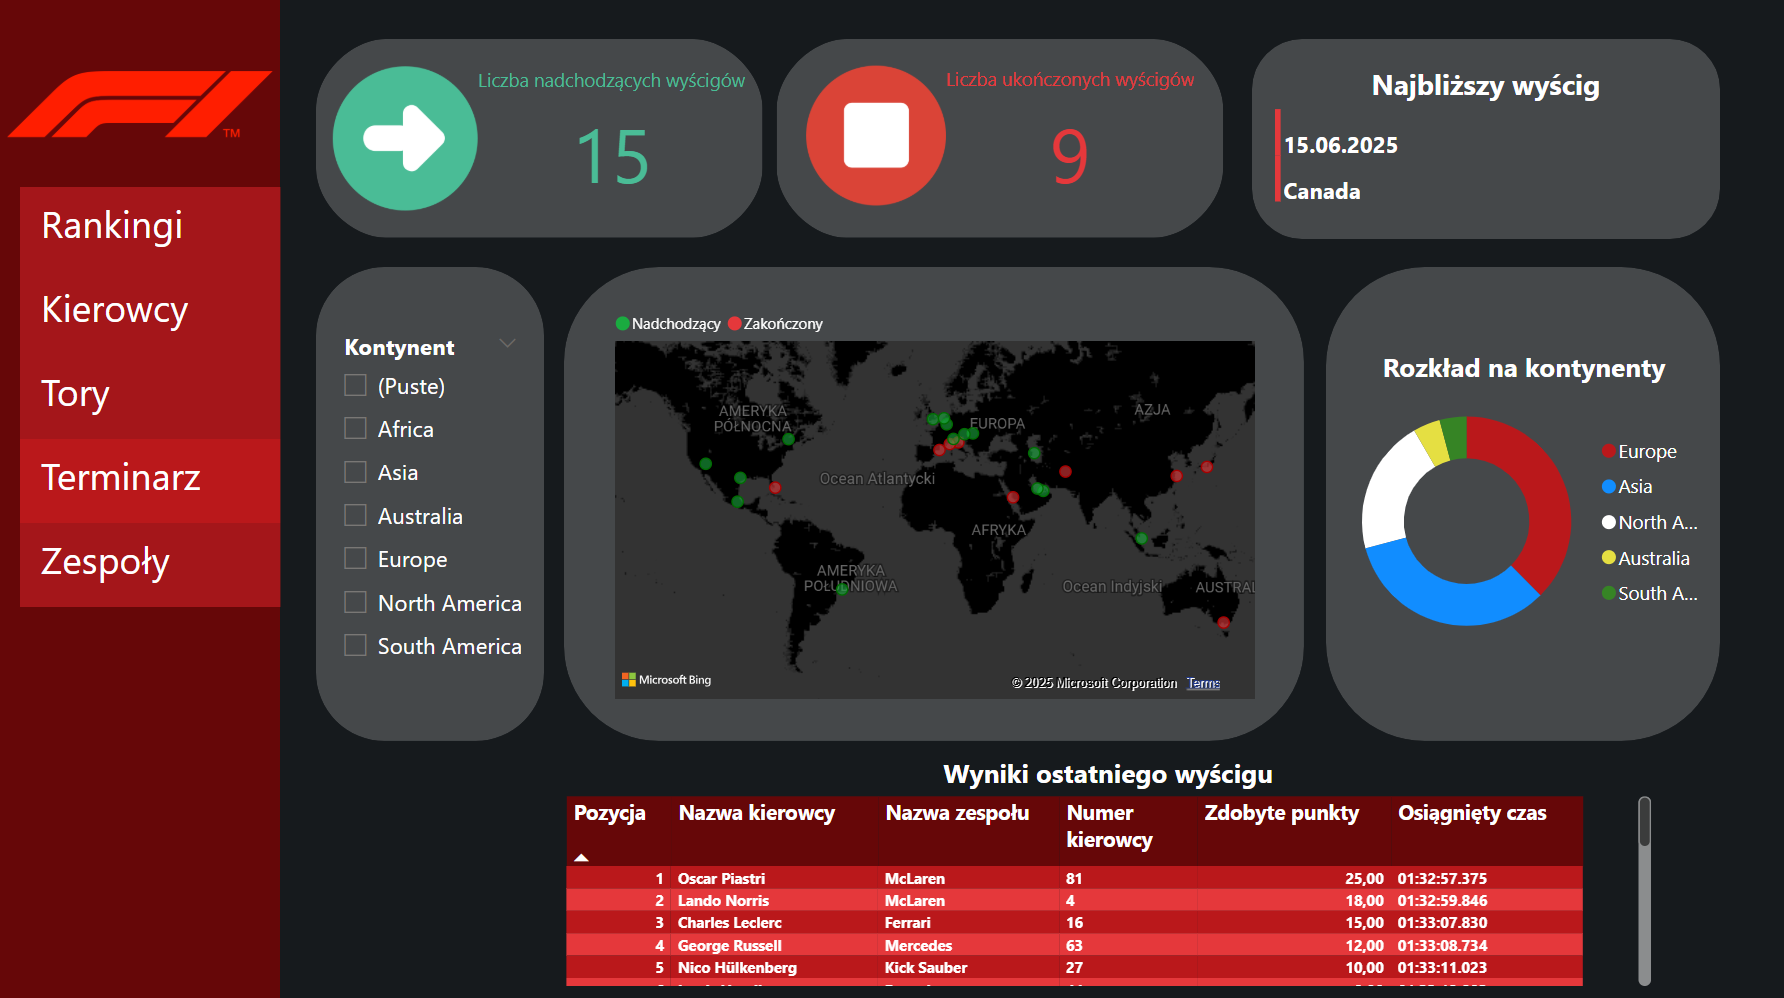 TM
Rankingi
Kierowcy
Tory
Terminarz
Zespoły
Liczba nadchodzących wyścigów
15
Liczba ukończonych wyścigów
9
Najbliższy wyścig
15.06.2025
Canada
Kontynent
(Puste)
Africa
Asia
Australia
Europe
North America
South America
Nadchodzący Zakończony
AMERYKA
PÓŁNOCNA
EUROPA
AZJA
Ocean Atlantycki
AFRYKA
AMERYKA
POŁUDNIOWA
Ocean Indyjski
AUSTRAL
Microsoft Bing
© 2025 Microsoft Corporation Terms
Rozkład na kontynenty
Europe
Asia
North A...
Australia
South A...
Wyniki ostatniego wyścigu
Pozycja Nazwa kierowcy Nazwa zespołu Numer kierowcy Zdobyte punkty Osiągnięty czas
1 Oscar Piastri McLaren 81 25,00 01:32:57.375
2 Lando Norris McLaren 4 18,00 01:32:59.846
3 Charles Leclerc Ferrari 16 15,00 01:33:07.830
4 George Russell Mercedes 63 12,00 01:33:08.734
5 Nico Hülkenberg Kick Sauber 27 10,00 01:33:11.023